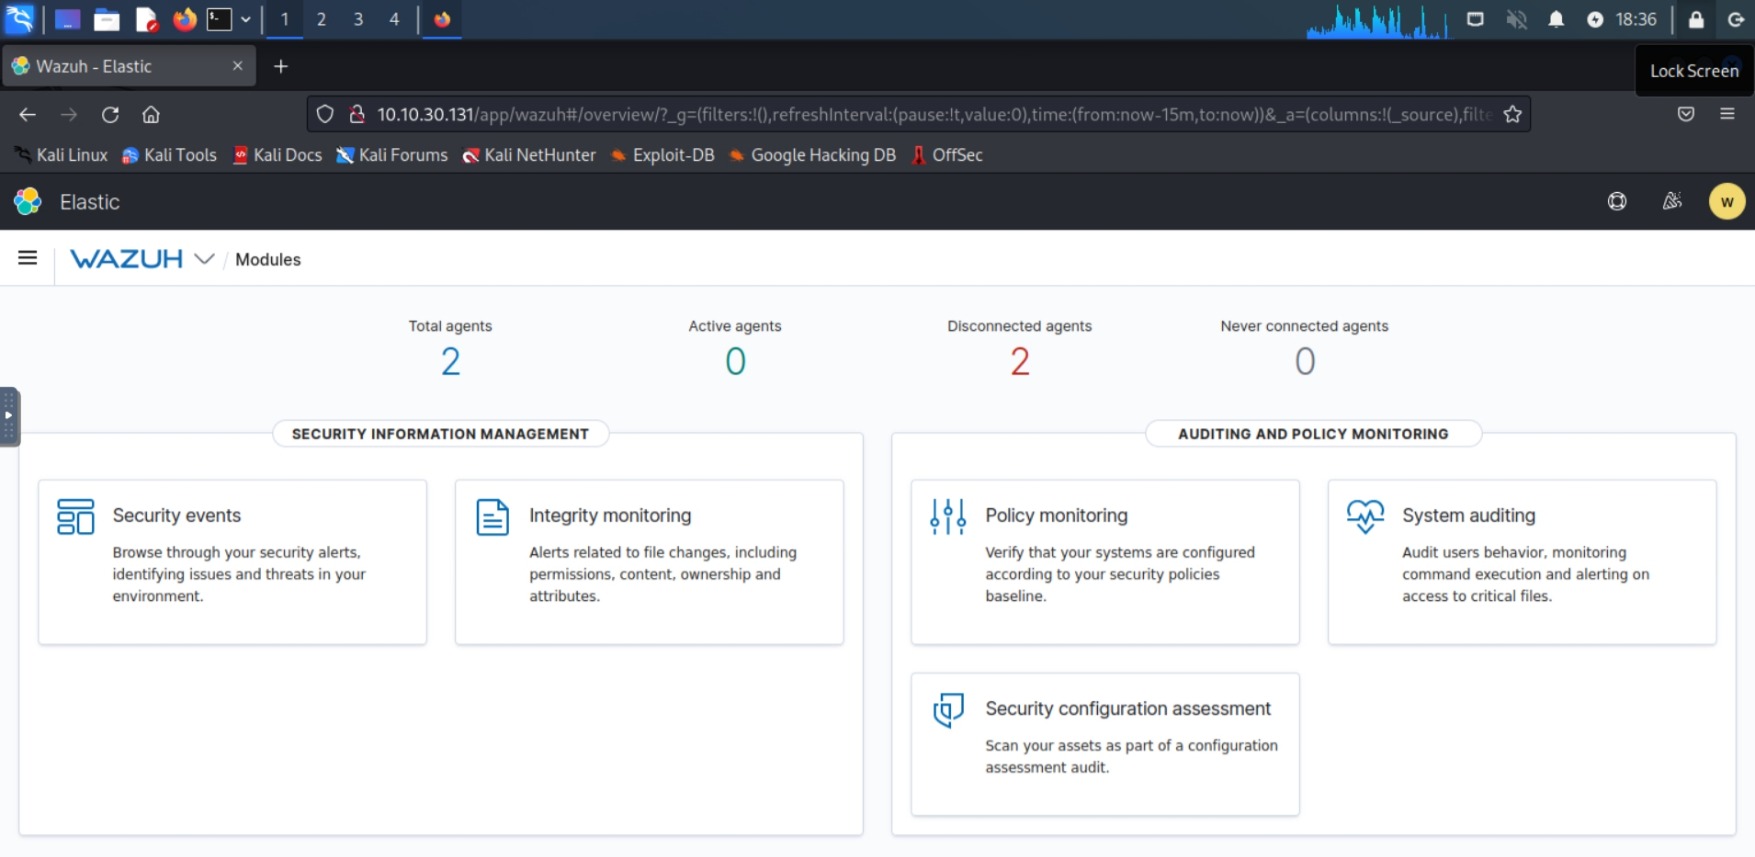 1 2 3 4 18:36
Wazuh - Elastic
Lock Screen
10.10.30.131/app/wazuh#/overview/?_g=(filters:!(),refreshInterval:(pause:!t,value:0),time:(from:now-15m,to:now))&_a=(columns:!(_source),filte
Kali Linux Kali Tools Kali Docs Kali Forums Kali NetHunter Exploit-DB Google Hacking DB OffSec
Elastic W
WAZUH / Modules
Total agents Active agents Disconnected agents Never connected agents
2 0 2 0
SECURITY INFORMATION MANAGEMENT
Security events
Browse through your security alerts,
identifying issues and threats in your
environment.
Integrity monitoring
Alerts related to file changes, including
permissions, content, ownership and
attributes.
AUDITING AND POLICY MONITORING
Policy monitoring
Verify that your systems are configured
according to your security policies
baseline.
System auditing
Audit users behavior, monitoring
command execution and alerting on
access to critical files.
Security configuration assessment
Scan your assets as part of a configuration
assessment audit.